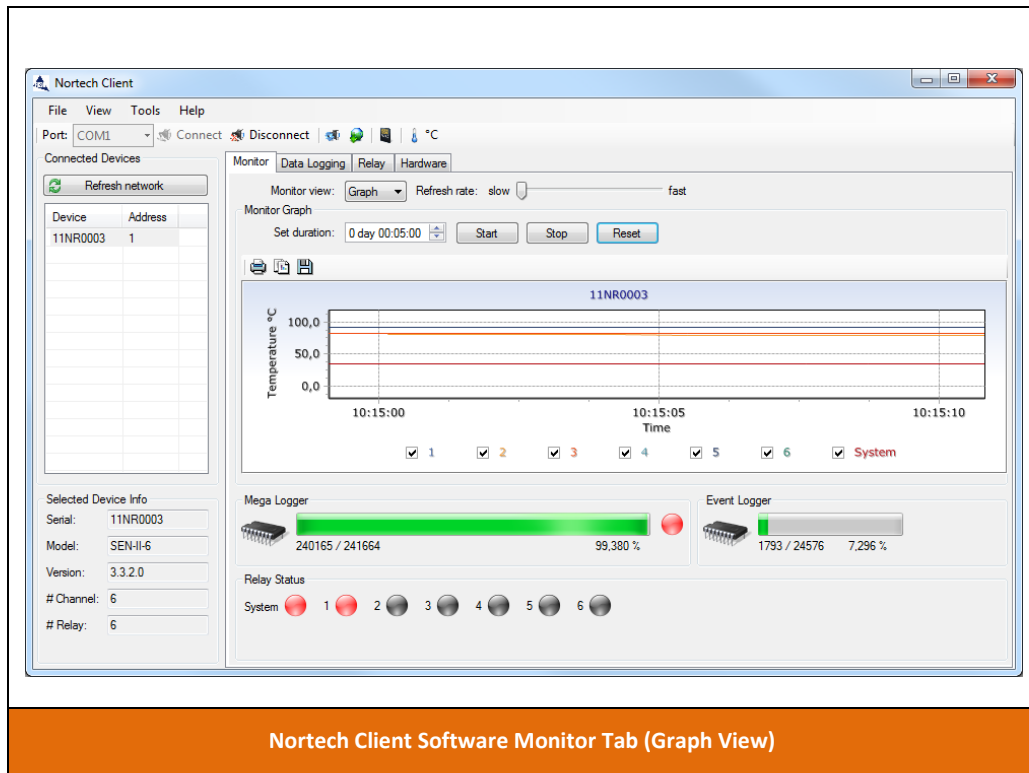 Nortech Client
File View Tools Help
Port: COM1 Connect Disconnect °C
Connected Devices
Refresh network
Device Address
11NR0003 1
Selected Device Info
Serial: 11NR0003
Model: SEN-II-6
Version: 3.3.2.0
# Channel: 6
# Relay: 6
Monitor Data Logging Relay Hardware
Monitor view: Graph Refresh rate: slow fast
Monitor Graph
Set duration: 0 day 00:05:00 Start Stop Reset
11NR0003
Temperature °C
100,0
50,0
0,0
10:15:00 10:15:05 10:15:10
Time
1 2 3 4 5 6 System
Mega Logger
240165 / 241664 99,380 %
Event Logger
1793 / 24576 7,296 %
Relay Status
System 1 2 3 4 5 6
Nortech Client Software Monitor Tab (Graph View)